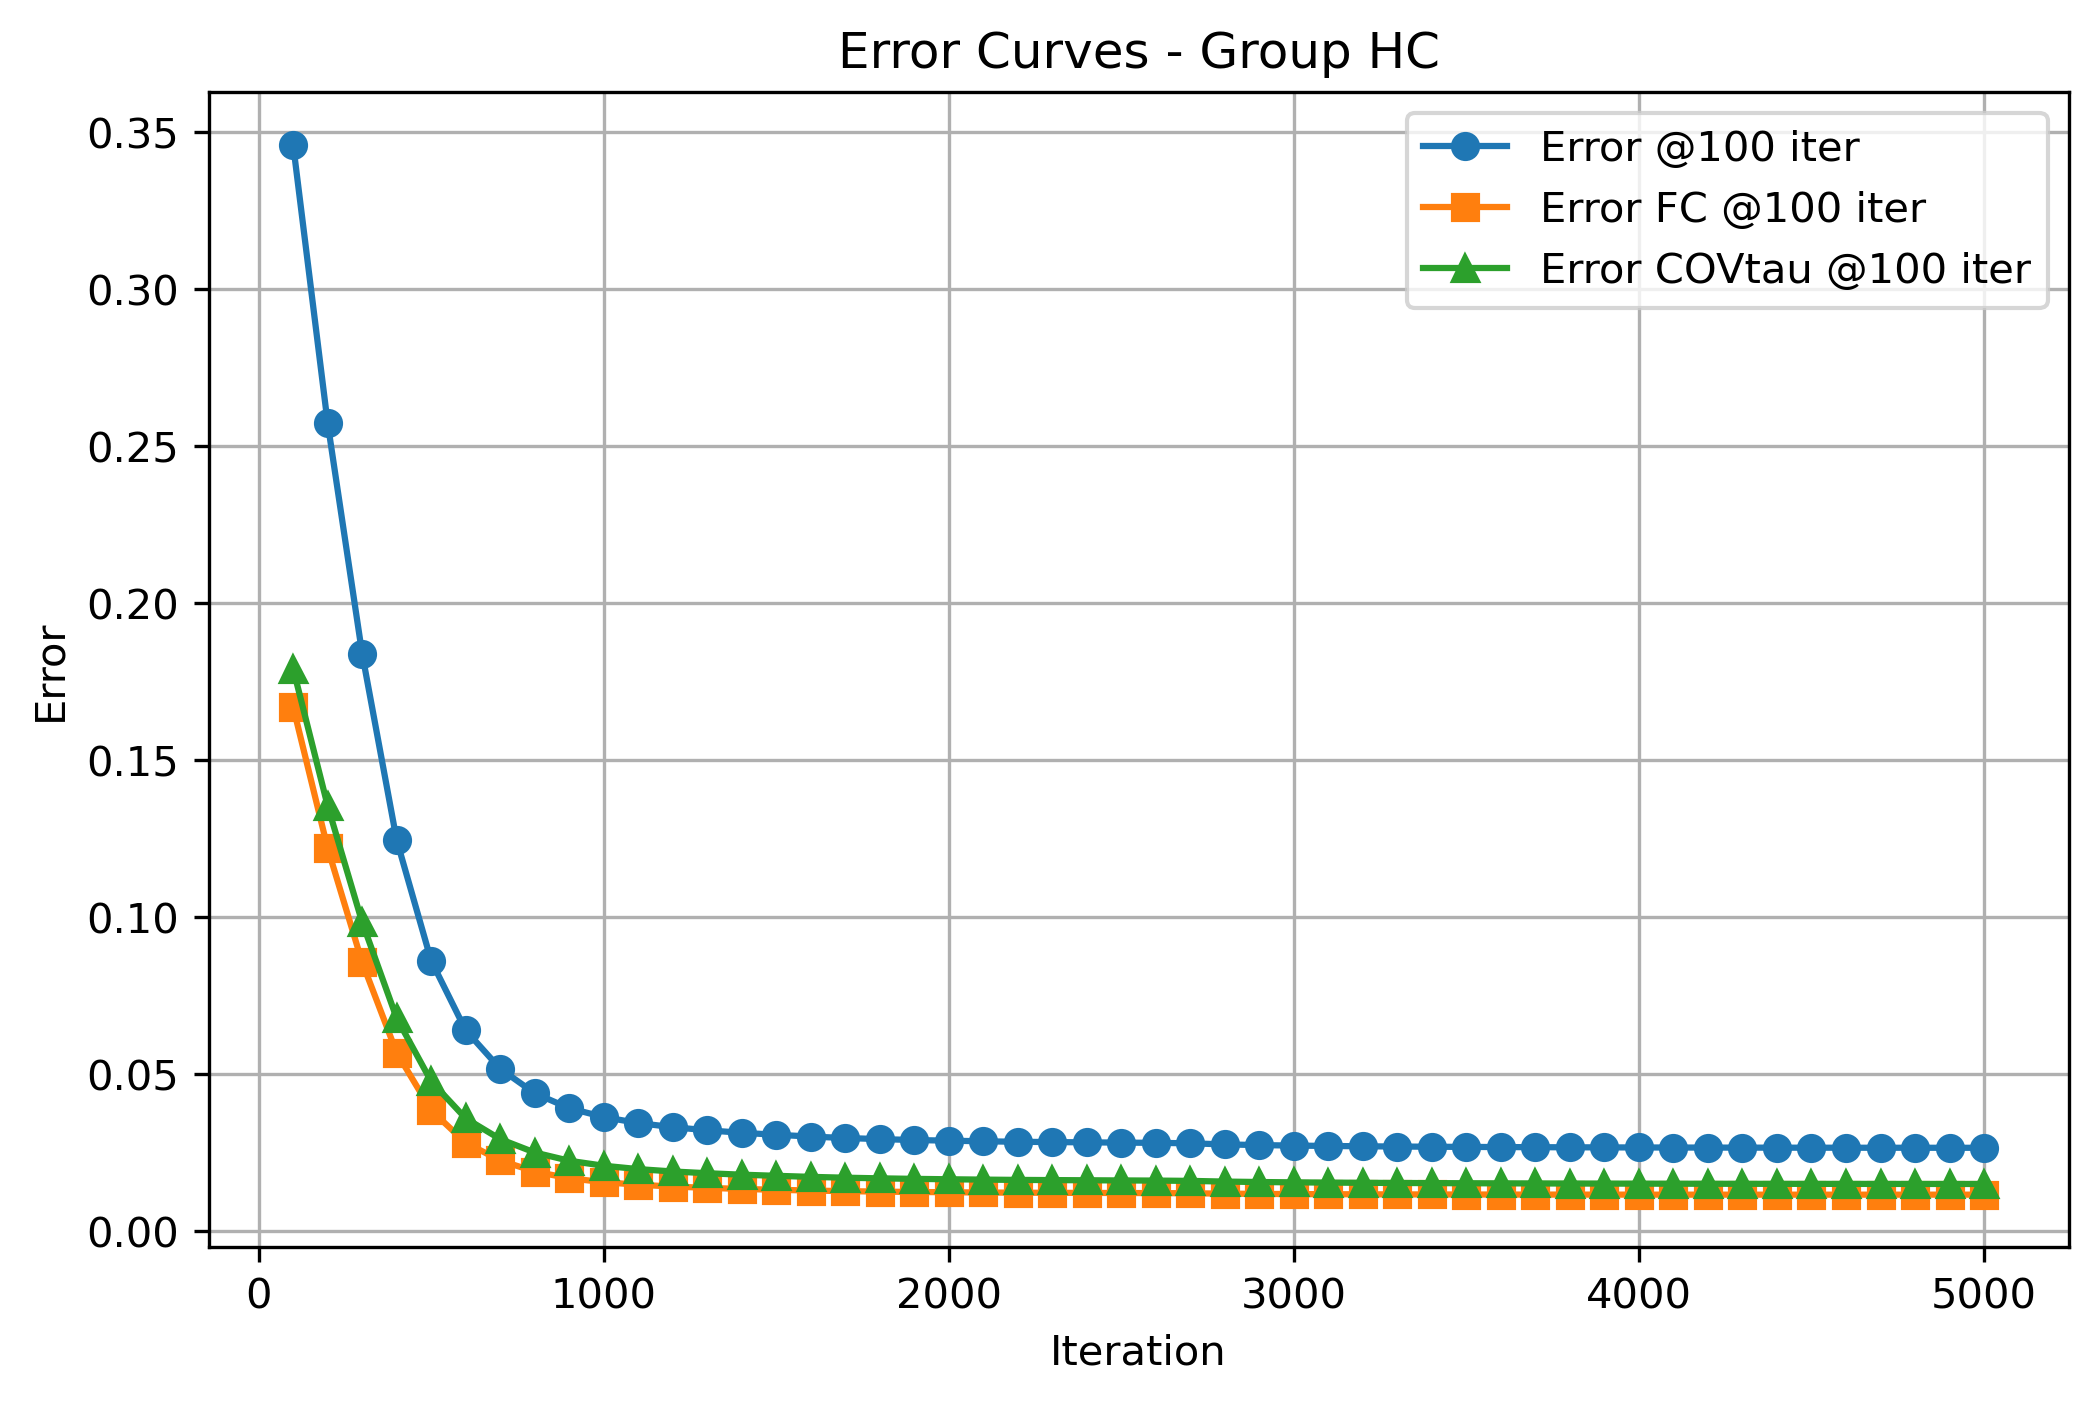 Error Curves - Group HC
0.35
0.30
0.25
0.20
0.15
0.10
0.05
0.00
Error
Error @100 iter
Error FC @100 iter
Error COVtau @100 iter
0 1000 2000 3000 4000 5000
Iteration